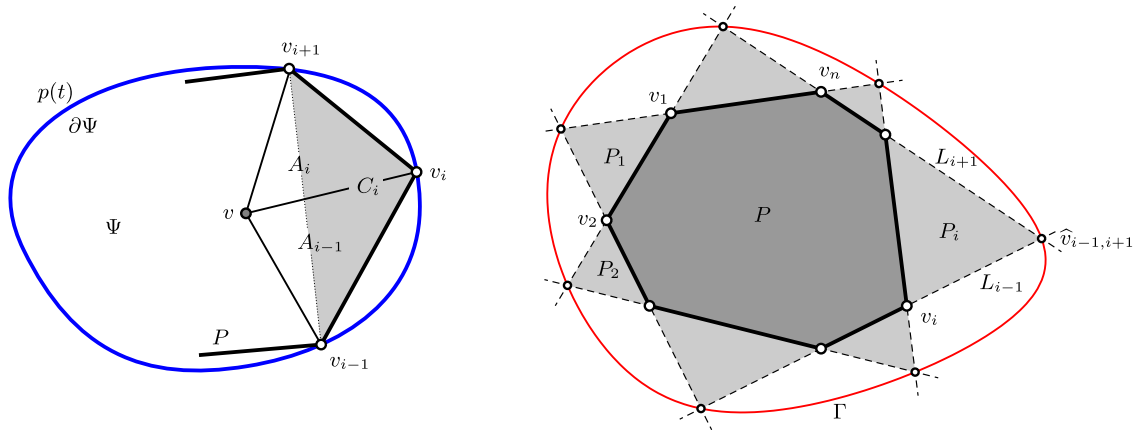 v_{i+1}
p(t)
∂Ψ
A_i
C_i
v_i
v
Ψ
A_{i-1}
P
v_{i-1}
v_n
v_1
P_1
L_{i+1}
v_2
P
P_i
\widehat{v}_{i-1,i+1}
P_2
L_{i-1}
v_i
Γ